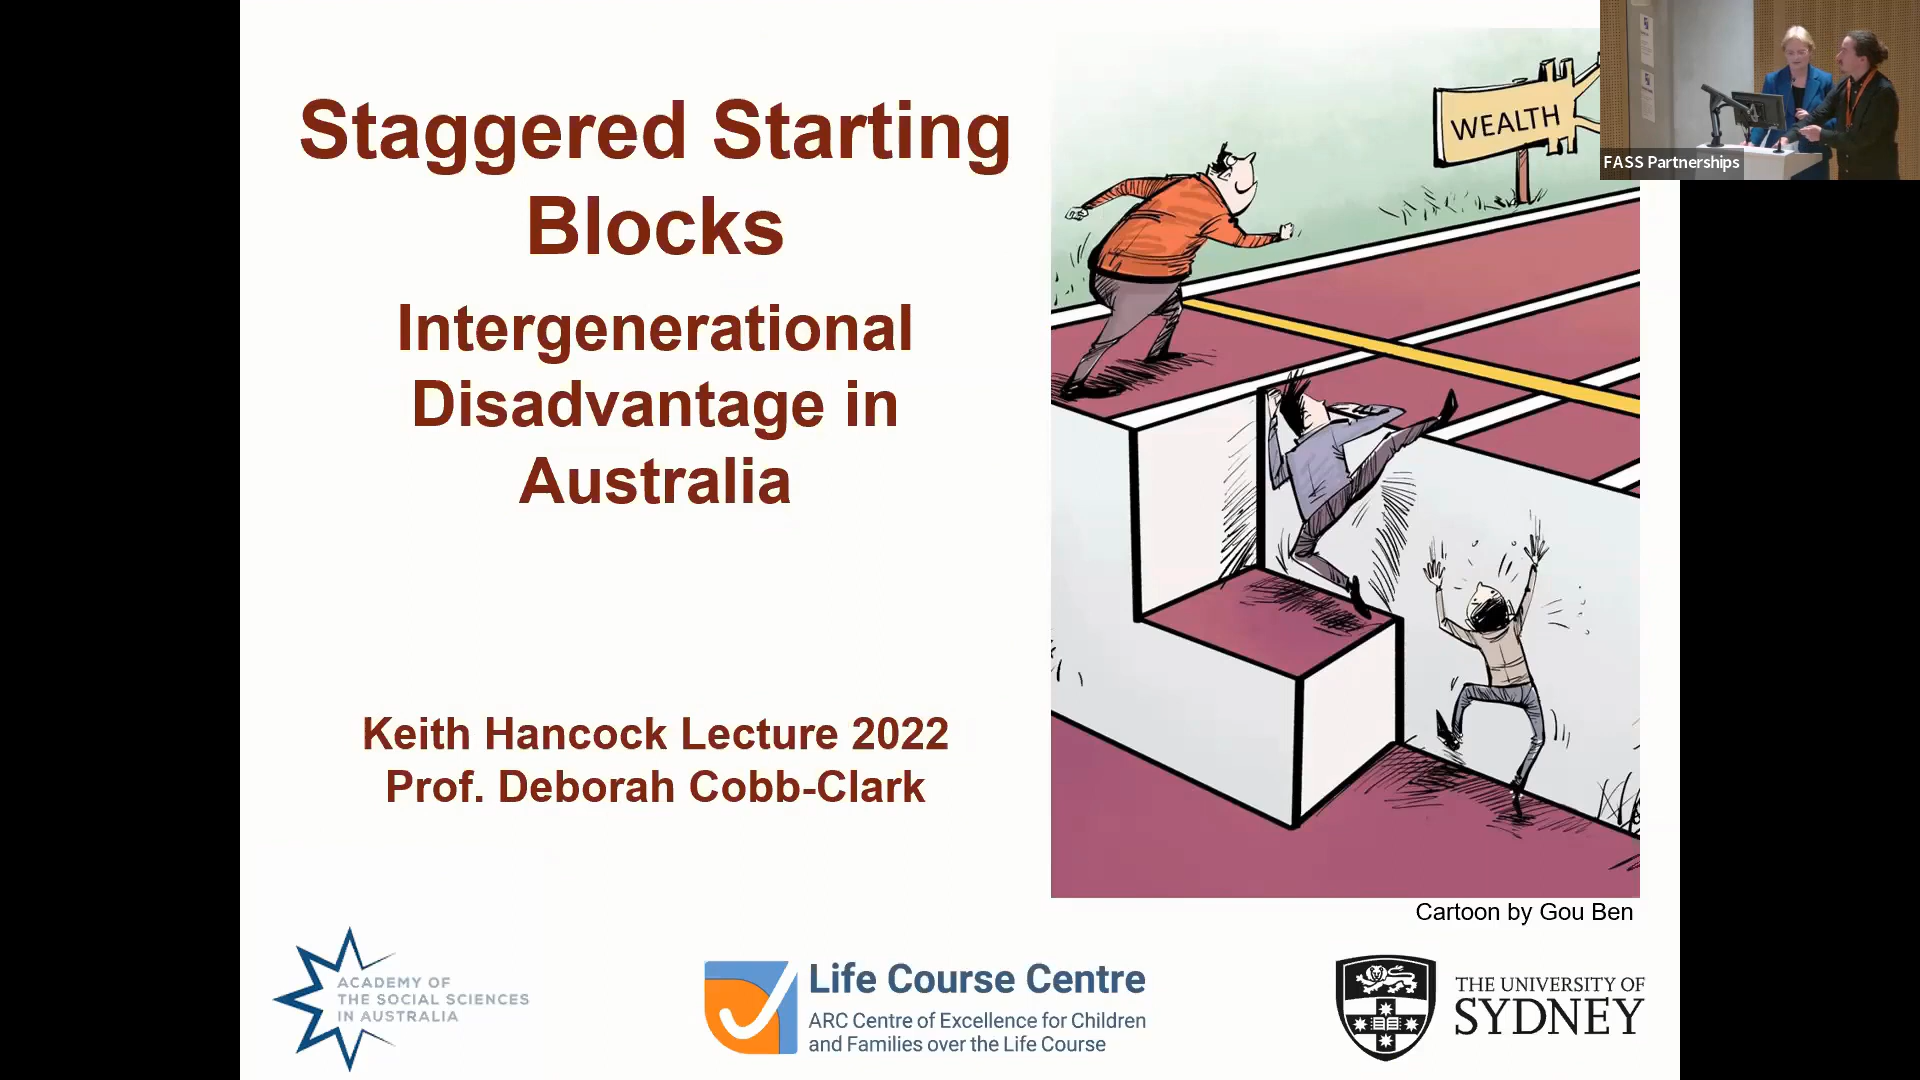 Staggered Starting
Blocks
Intergenerational
Disadvantage in
Australia
Keith Hancock Lecture 2022
Prof. Deborah Cobb-Clark
WEALTH
FASS Partnerships
Cartoon by Gou Ben
ACADEMY OF
THE SOCIAL SCIENCES
IN AUSTRALIA
Life Course Centre
ARC Centre of Excellence for Children
and Families over the Life Course
THE UNIVERSITY OF
SYDNEY